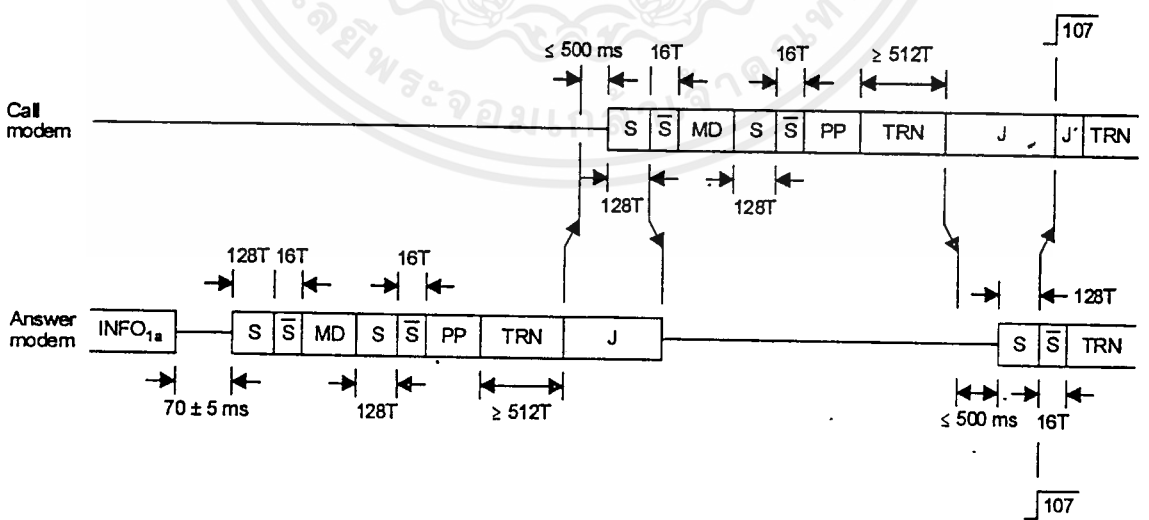 107
≤ 500 ms 16T 16T ≥ 512T
Call modem
S S̅ MD S S̅ PP TRN J J´ TRN
128T 128T
128T 16T 16T
128T
Answer modem
INFO1a S S̅ MD S S̅ PP TRN J S S̅ TRN
70 ± 5 ms 128T ≥ 512T ≤ 500 ms 16T
107